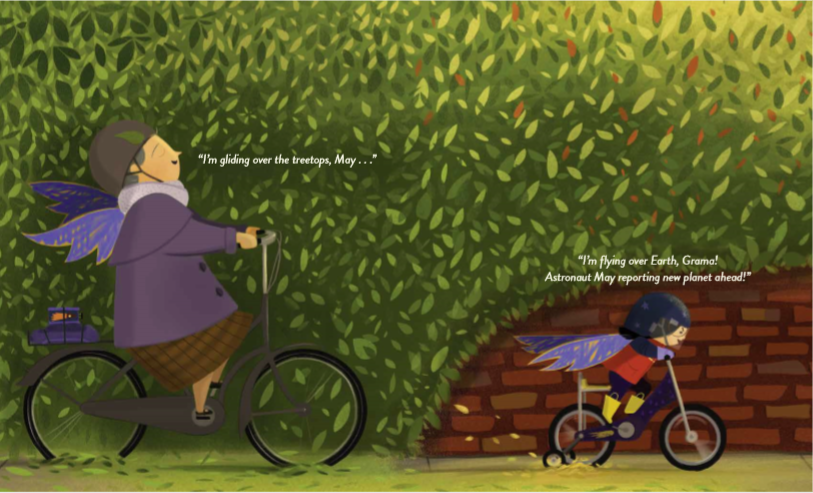 “I’m gliding over the treetops, May . . .”
“I’m flying over Earth, Grama!
Astronaut May reporting new planet ahead!”